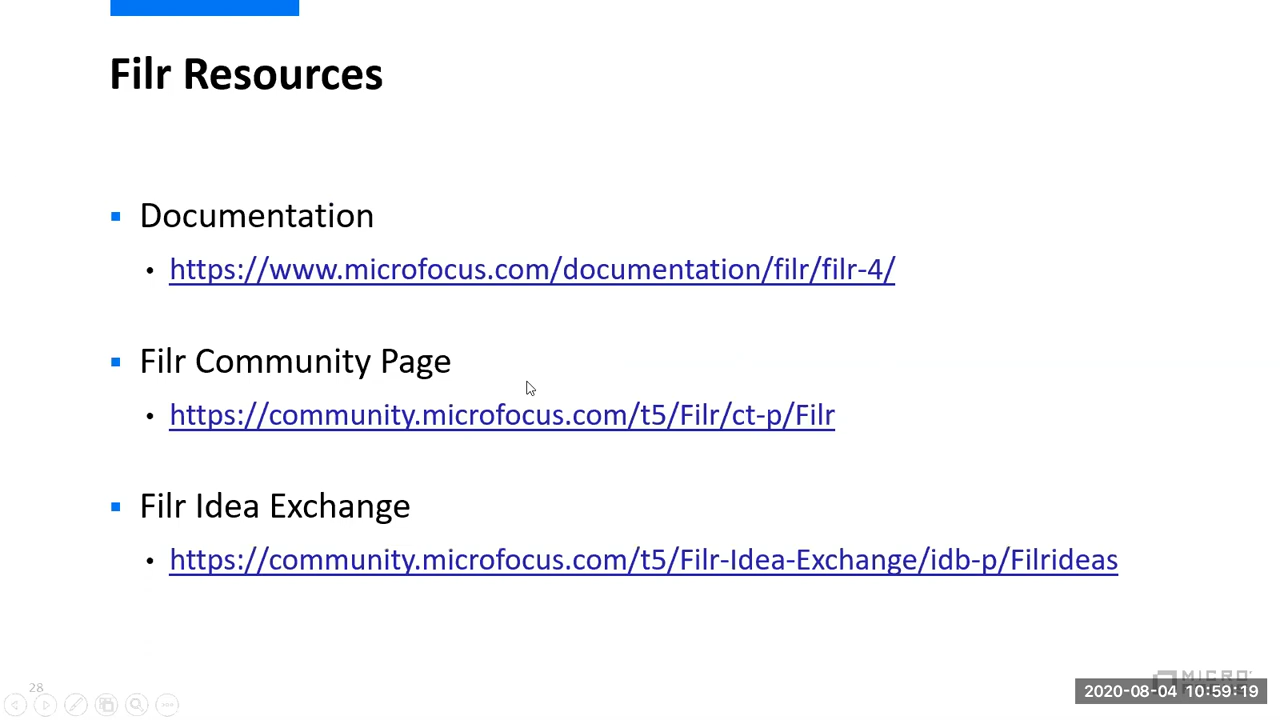 Filr Resources
Documentation
https://www.microfocus.com/documentation/filr/filr-4/
Filr Community Page
https://community.microfocus.com/t5/Filr/ct-p/Filr
Filr Idea Exchange
https://community.microfocus.com/t5/Filr-Idea-Exchange/idb-p/Filrideas
28
MICRO
2020-08-04 10:59:19